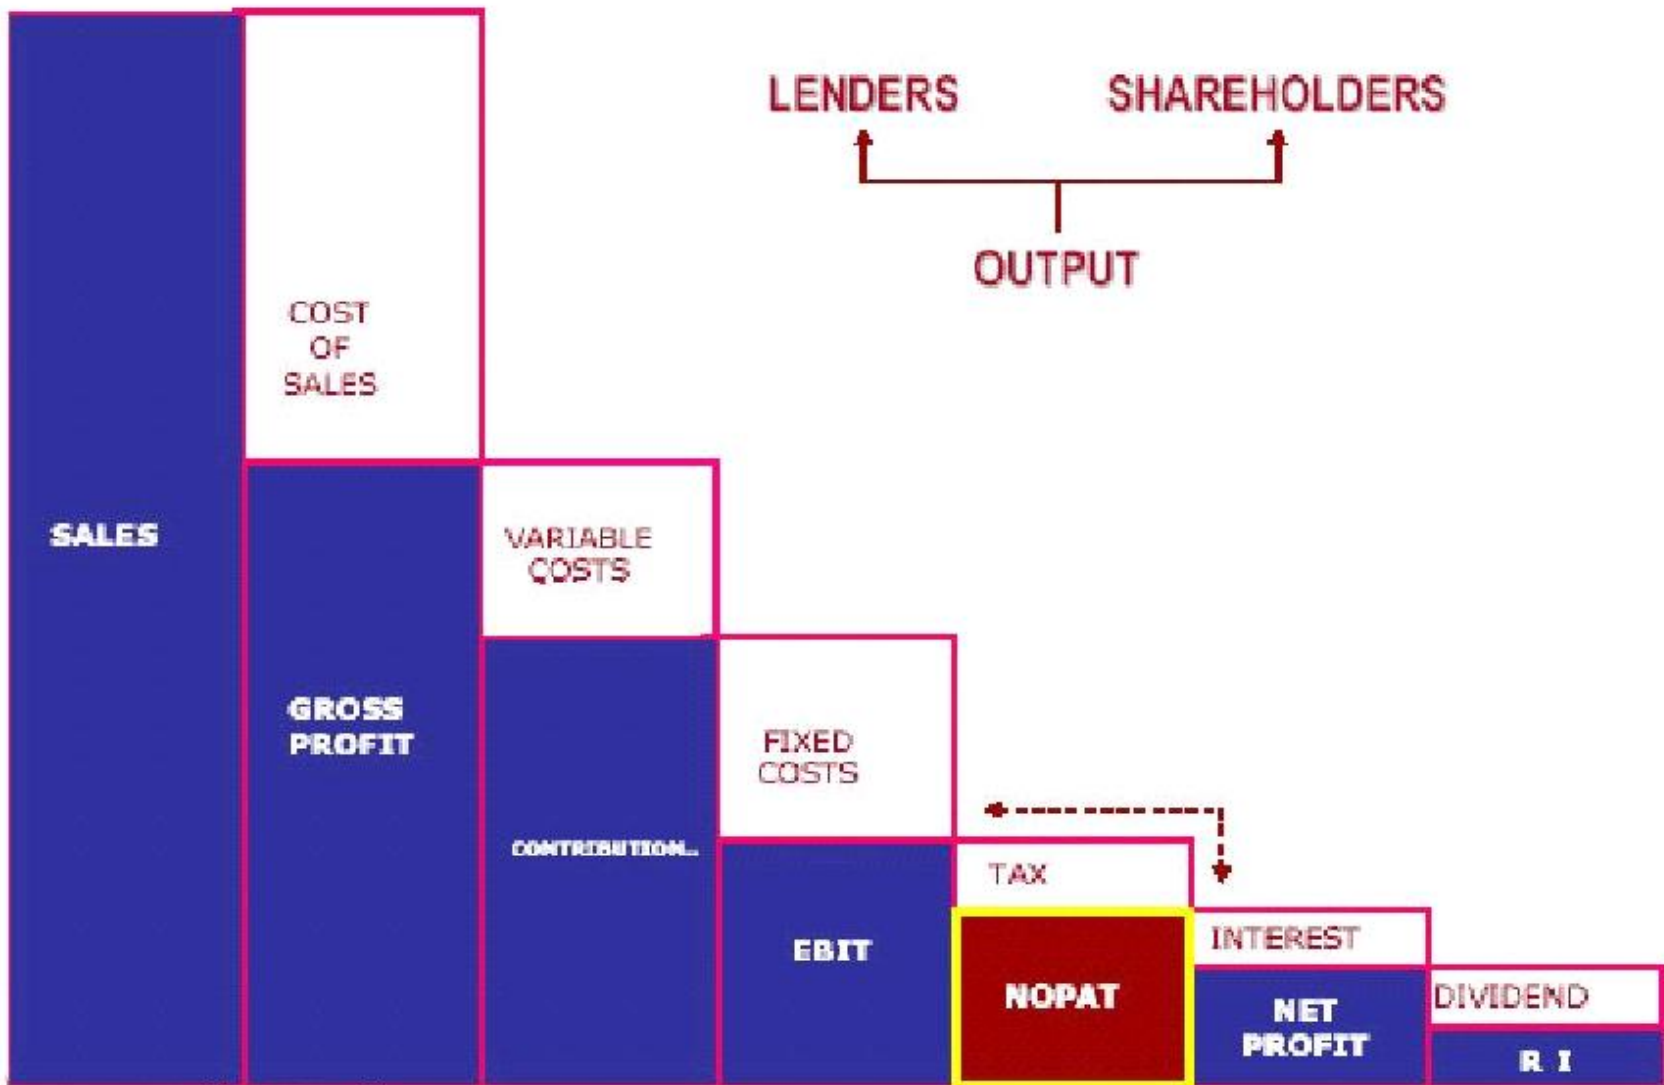 LENDERS
SHAREHOLDERS
OUTPUT
COST
OF
SALES
SALES
VARIABLE
COSTS
GROSS
PROFIT
FIXED
COSTS
CONTRIBUTION..
TAX
EBIT
INTEREST
NOPAT
DIVIDEND
NET
PROFIT
R I